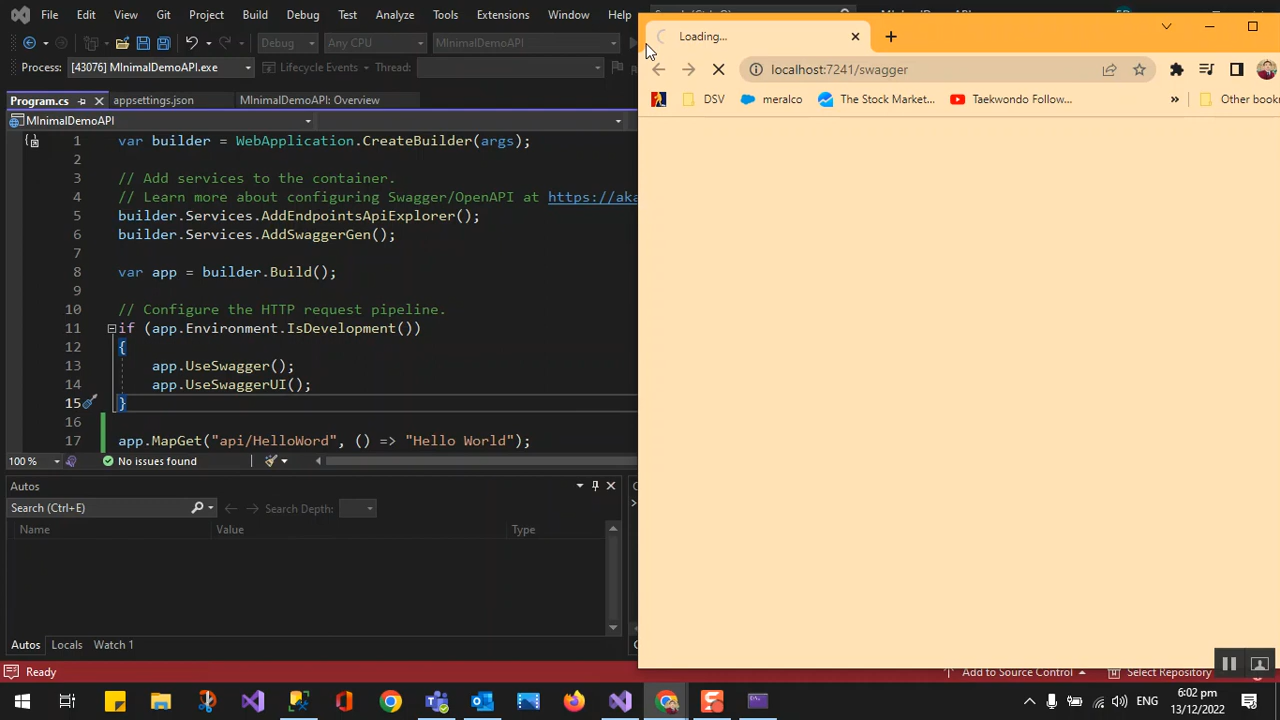 File Edit View Git Project Build Debug Test Analyze Tools Extensions Window
Debug Any CPU MInimalDemoAPI
Process: [43076] MInimalDemoAPI.exe Lifecycle Events Thread:
Program.cs appsettings.json MInimalDemoAPI: Overview
MInimalDemoAPI
1 var builder = WebApplication.CreateBuilder(args);
2
3 // Add services to the container.
4 // Learn more about configuring Swagger/OpenAPI at https://aka
5 builder.Services.AddEndpointsApiExplorer();
6 builder.Services.AddSwaggerGen();
7
8 var app = builder.Build();
9
10 // Configure the HTTP request pipeline.
11 if (app.Environment.IsDevelopment())
12 {
13 app.UseSwagger();
14 app.UseSwaggerUI();
15 }
16
17 app.MapGet("api/HelloWord", () => "Hello World");
100 % No issues found
Autos
Search (Ctrl+E) Search Depth:
Name Value Type
Autos Locals Watch 1
Ready
Loading...
localhost:7241/swagger
DSV meralco The Stock Market... Taekwondo Follow... » Other book
Add to Source Control Select Repository
ENG 6:02 pm
13/12/2022